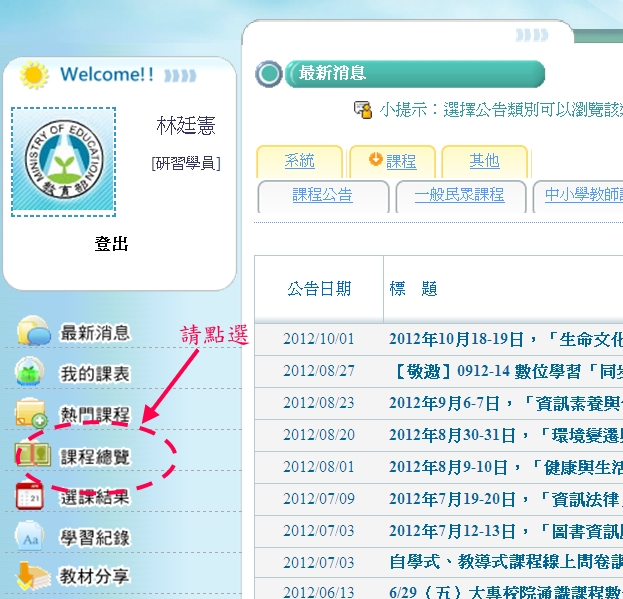 Welcome!!
MINISTRY OF EDUCATION
教育部
林廷憲
[研習學員]
登出
最新消息
我的課表
熱門課程
課程總覽
選課結果
21
學習紀錄
Aa
教材分享
請點選
最新消息
小提示：選擇公告類別可以瀏覽該
系統
課程
其他
課程公告
一般民眾課程
中小學教師
公告日期 標 題
2012/10/01 2012年10月18-19日，「生命文化
2012/08/27 【敬邀】0912-14 數位學習「同步
2012/08/23 2012年9月6-7日，「資訊素養與
2012/08/20 2012年8月30-31日，「環境變遷
2012/08/01 2012年8月9-10日，「健康與生活
2012/07/09 2012年7月19-20日，「資訊法律
2012/07/03 2012年7月12-13日，「圖書資訊
2012/07/03 自學式、教導式課程線上問卷調
2012/06/13 6/29（五）大專校院通識課程數